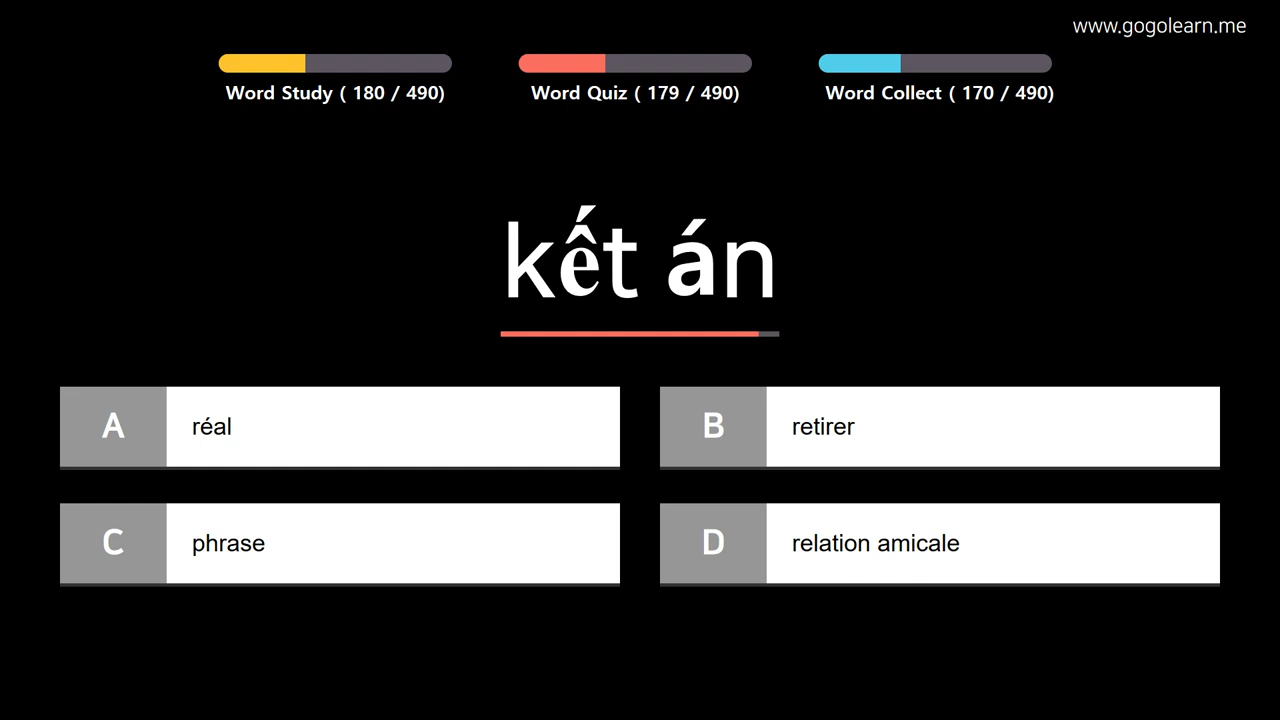 www.gogolearn.me
Word Study ( 180 / 490)
Word Quiz ( 179 / 490)
Word Collect ( 170 / 490)
kết án
A réal
B retirer
C phrase
D relation amicale